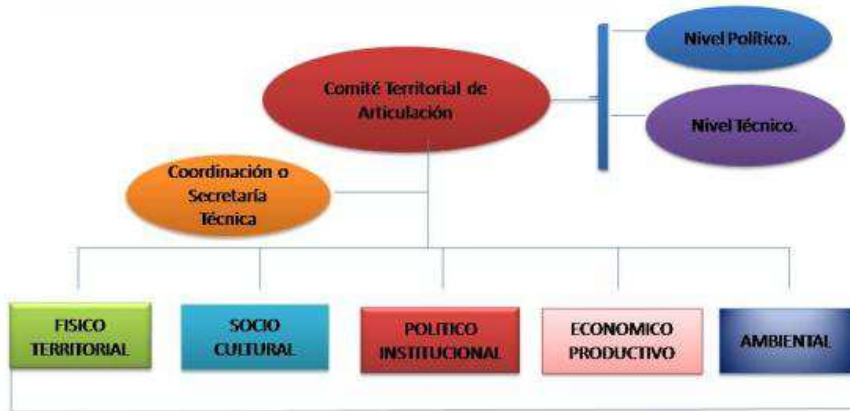 Nivel Político.
Comité Territorial de
Articulación
Nivel Técnico.
Coordinación o
Secretaría
Técnica
FISICO
TERRITORIAL
SOCIO
CULTURAL
POLITICO
INSTITUCIONAL
ECONOMICO
PRODUCTIVO
AMBIENTAL